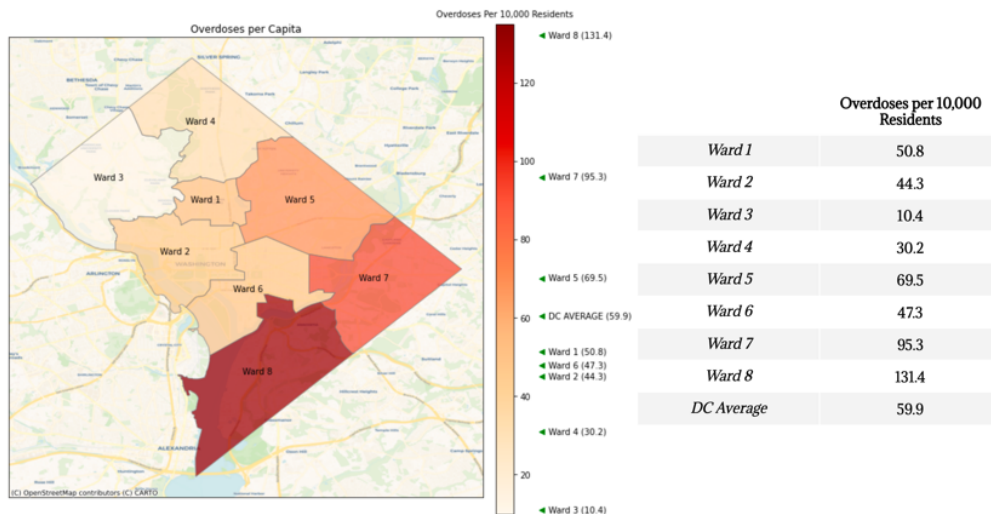 Overdoses Per 10,000 Residents
Overdoses per Capita
SILVER SPRING
BETHESDA
Ward 4
Ward 3
Ward 1
Ward 5
Ward 2
WASHINGTON
ARLINGTON
Ward 6
Ward 7
Ward 8
ALEXANDRIA
(C) OpenStreetMap contributors (C) CARTO
120
100
80
60
40
20
Ward 8 (131.4)
Ward 7 (95.3)
Ward 5 (69.5)
DC AVERAGE (59.9)
Ward 1 (50.8)
Ward 6 (47.3)
Ward 2 (44.3)
Ward 4 (30.2)
Ward 3 (10.4)
Overdoses per 10,000
Residents
Ward 1 50.8
Ward 2 44.3
Ward 3 10.4
Ward 4 30.2
Ward 5 69.5
Ward 6 47.3
Ward 7 95.3
Ward 8 131.4
DC Average 59.9